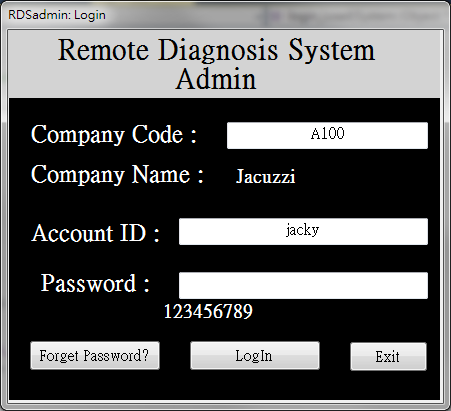 RDSadmin: Login
Remote Diagnosis System
Admin
Company Code : A100
Company Name : Jacuzzi
Account ID : jacky
Password :
123456789
Forget Password? LogIn Exit